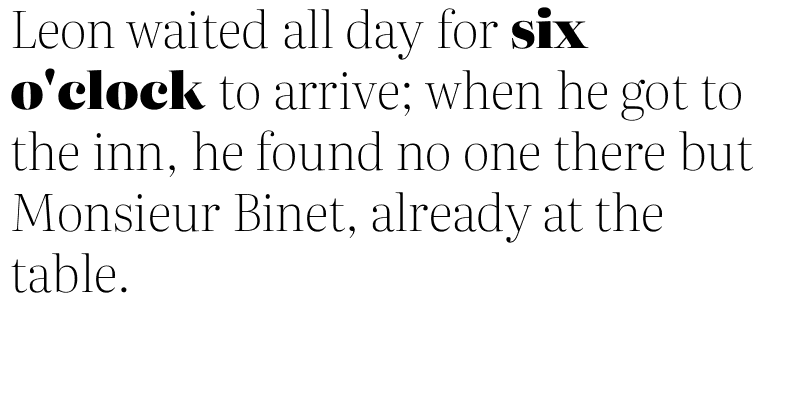 Leon waited all day for six
o'clock to arrive; when he got to
the inn, he found no one there but
Monsieur Binet, already at the
table.